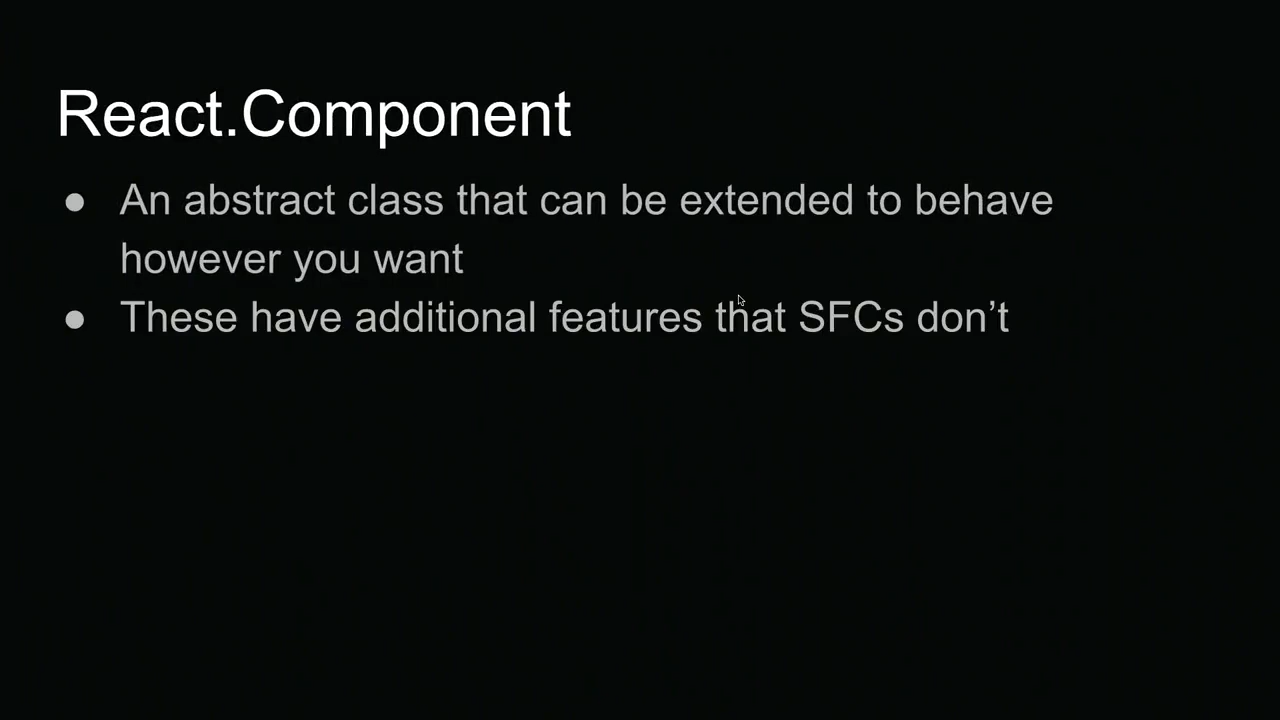 React.Component
● An abstract class that can be extended to behave
however you want
● These have additional features that SFCs don’t